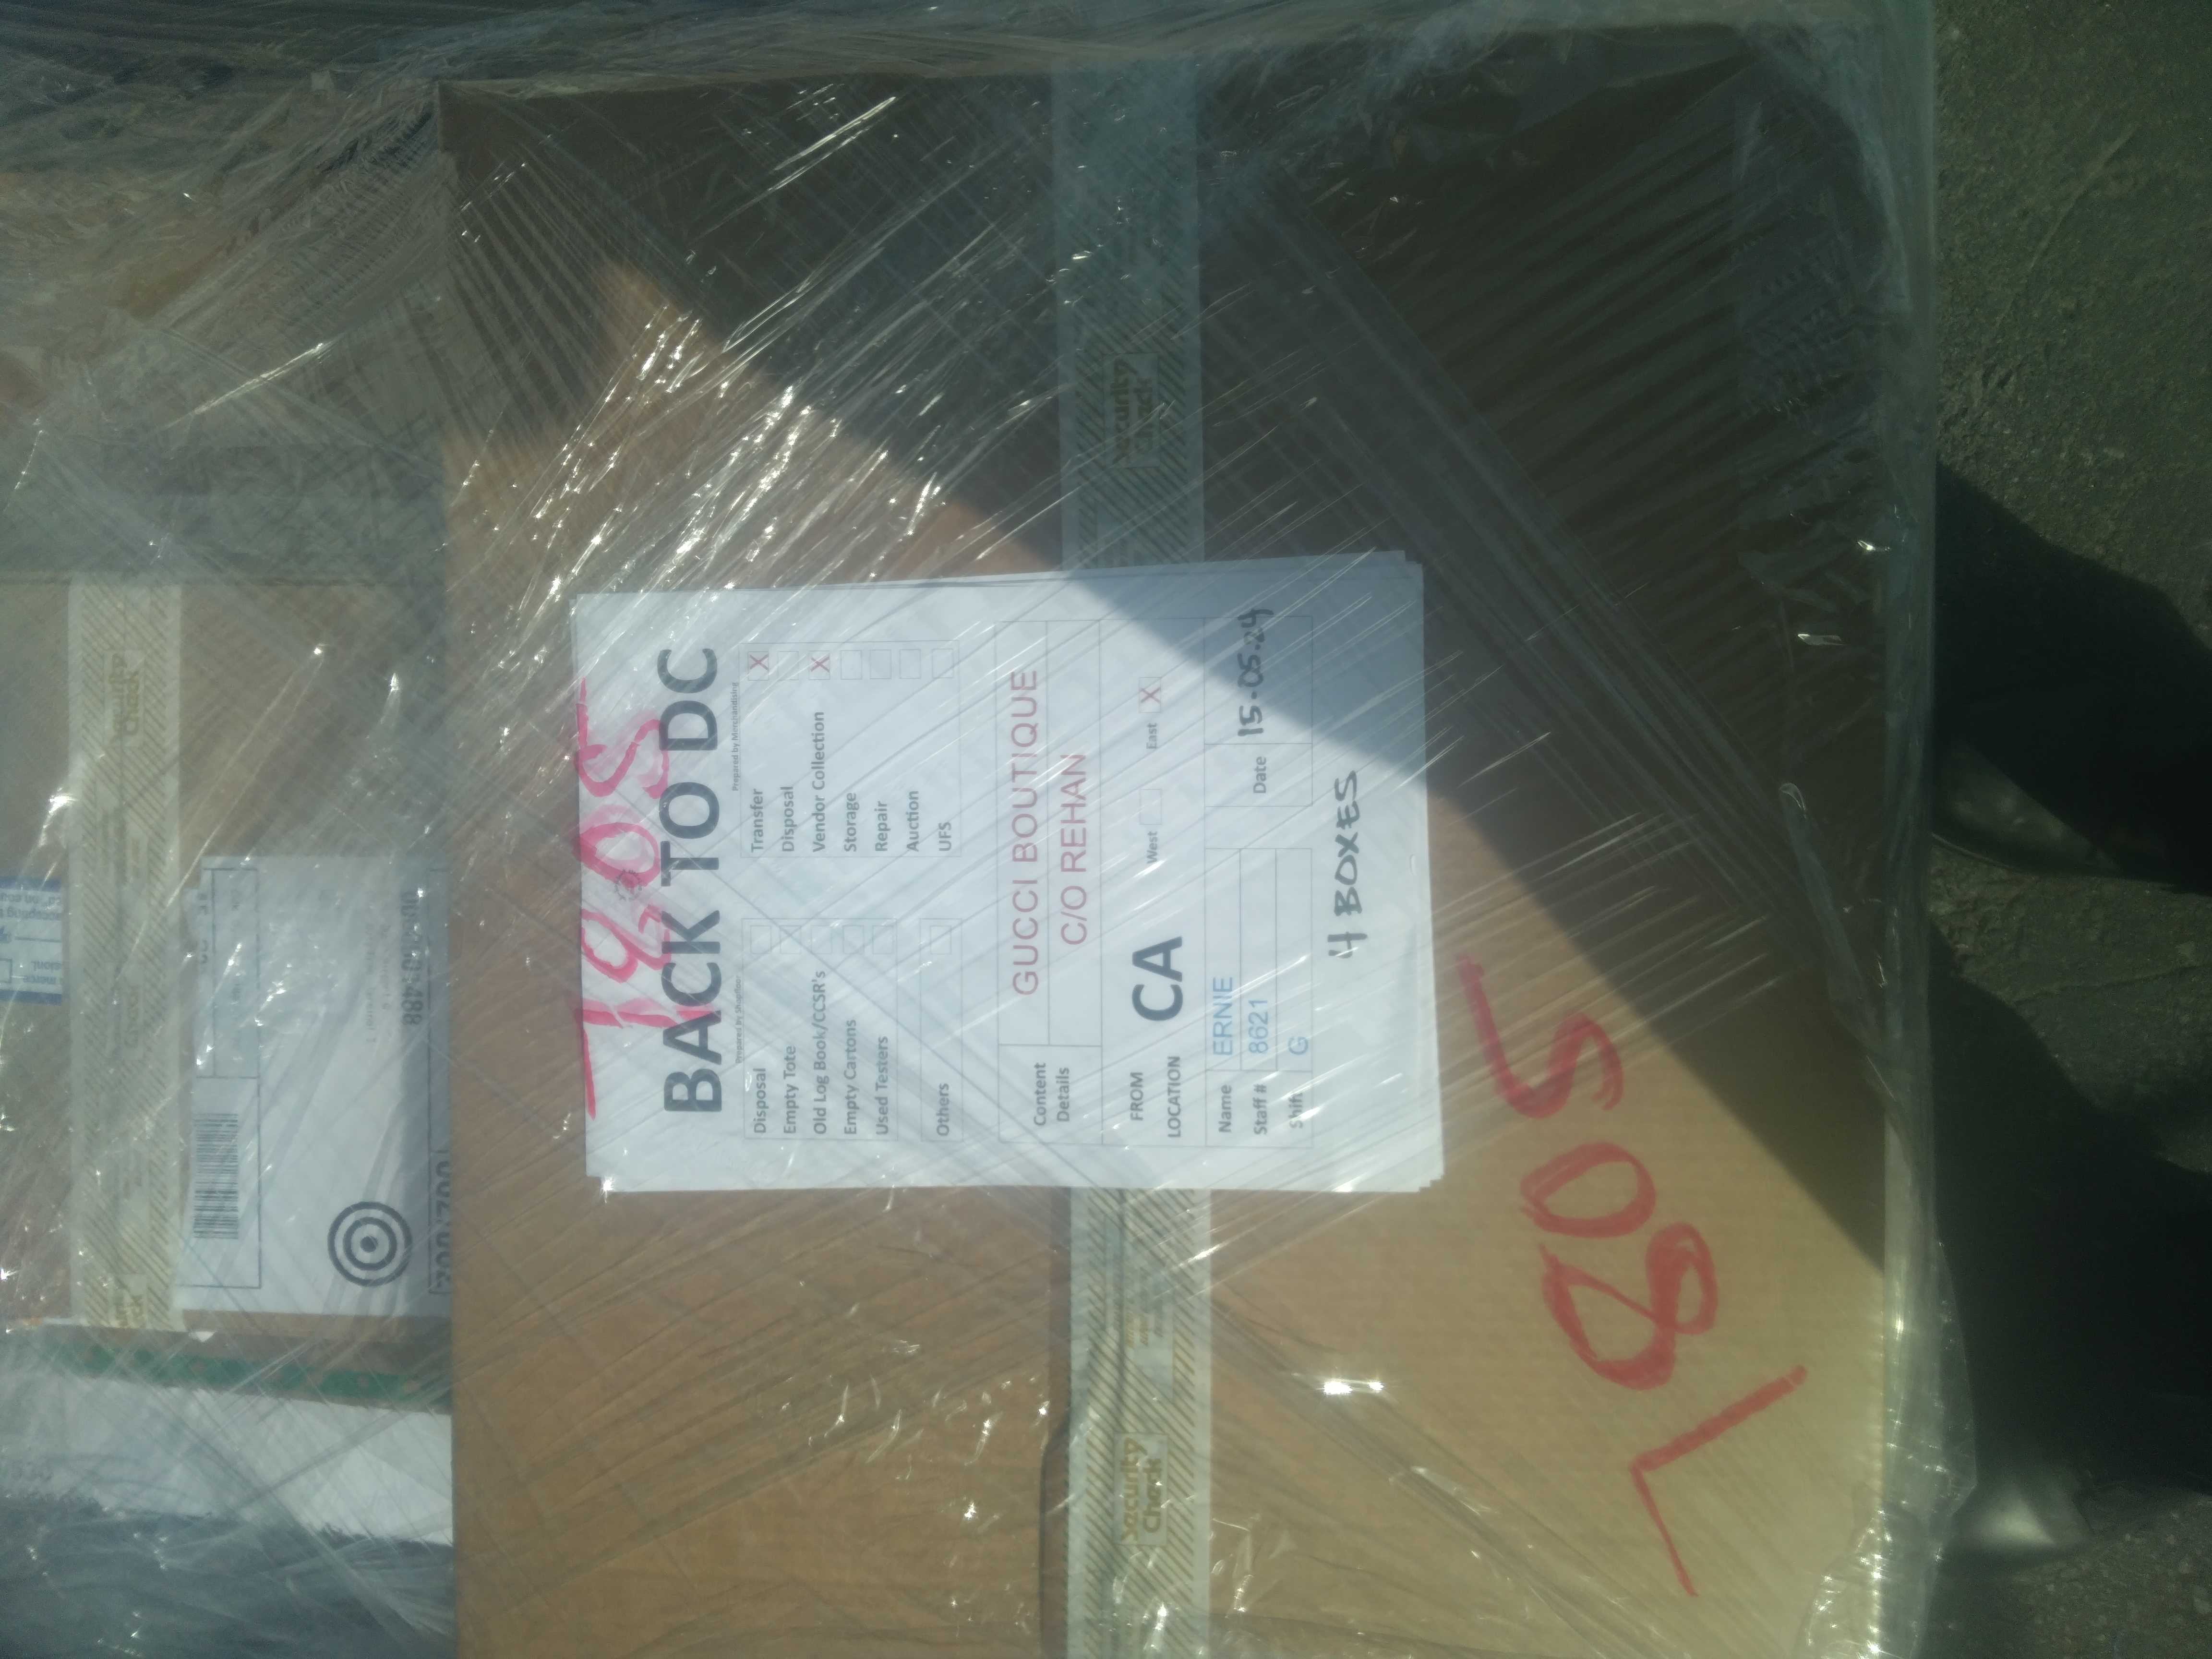 T805
BACK TO DC
Prepared by Shopfloor
Prepared by Merchandising
Disposal
Transfer X
Empty Tote
Disposal
Old Log Book/CCSR's
Vendor Collection X
Empty Cartons
Storage
Used Testers
Repair
Auction
Others
UFS
Content
Details
GUCCI BOUTIQUE
C/O REHAN
FROM
LOCATION
CA
West
East X
Name ERNIE
Staff # 8621
Date 15-05-24
Shift G
4 BOXES
T805
Security
Check
Security
Check
Security
Check